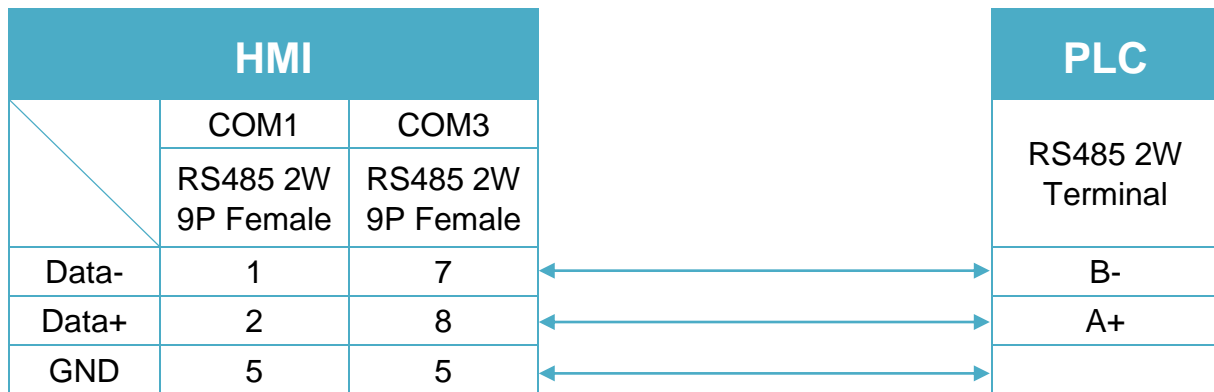 HMI PLC
COM1 COM3
RS485 2W
Terminal
RS485 2W RS485 2W
9P Female 9P Female
Data- 1 7 B-
Data+ 2 8 A+
GND 5 5